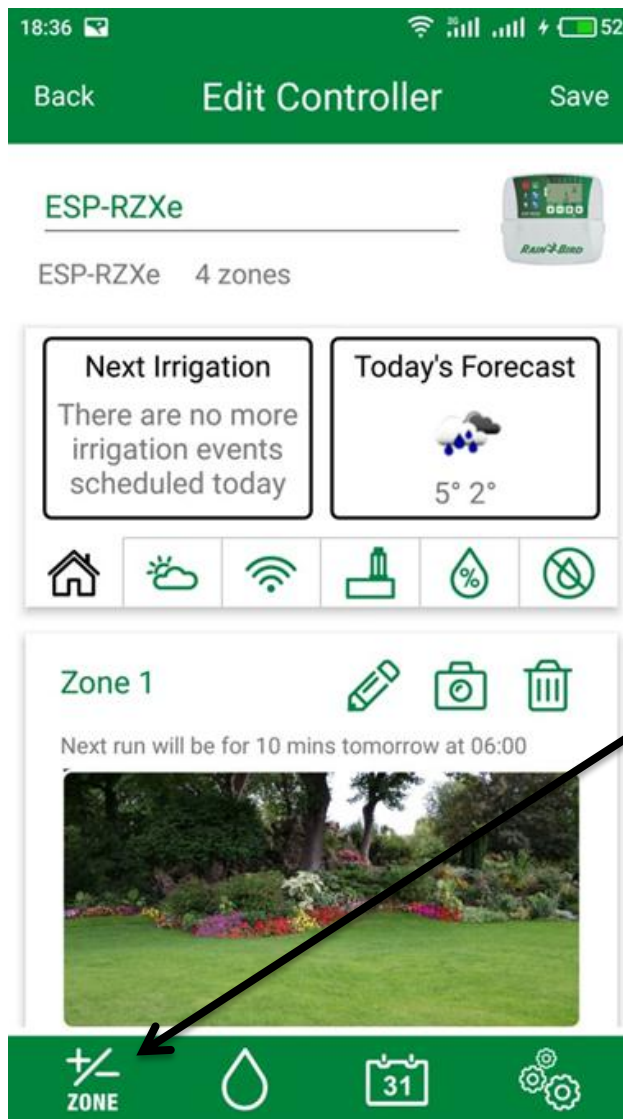 18:36 3G 52
Back Edit Controller Save
ESP-RZXe
RAIN BIRD
ESP-RZXe 4 zones
Next Irrigation
There are no more
irrigation events
scheduled today
Today's Forecast
5° 2°
%
Zone 1
Next run will be for 10 mins tomorrow at 06:00
+/-
ZONE
31